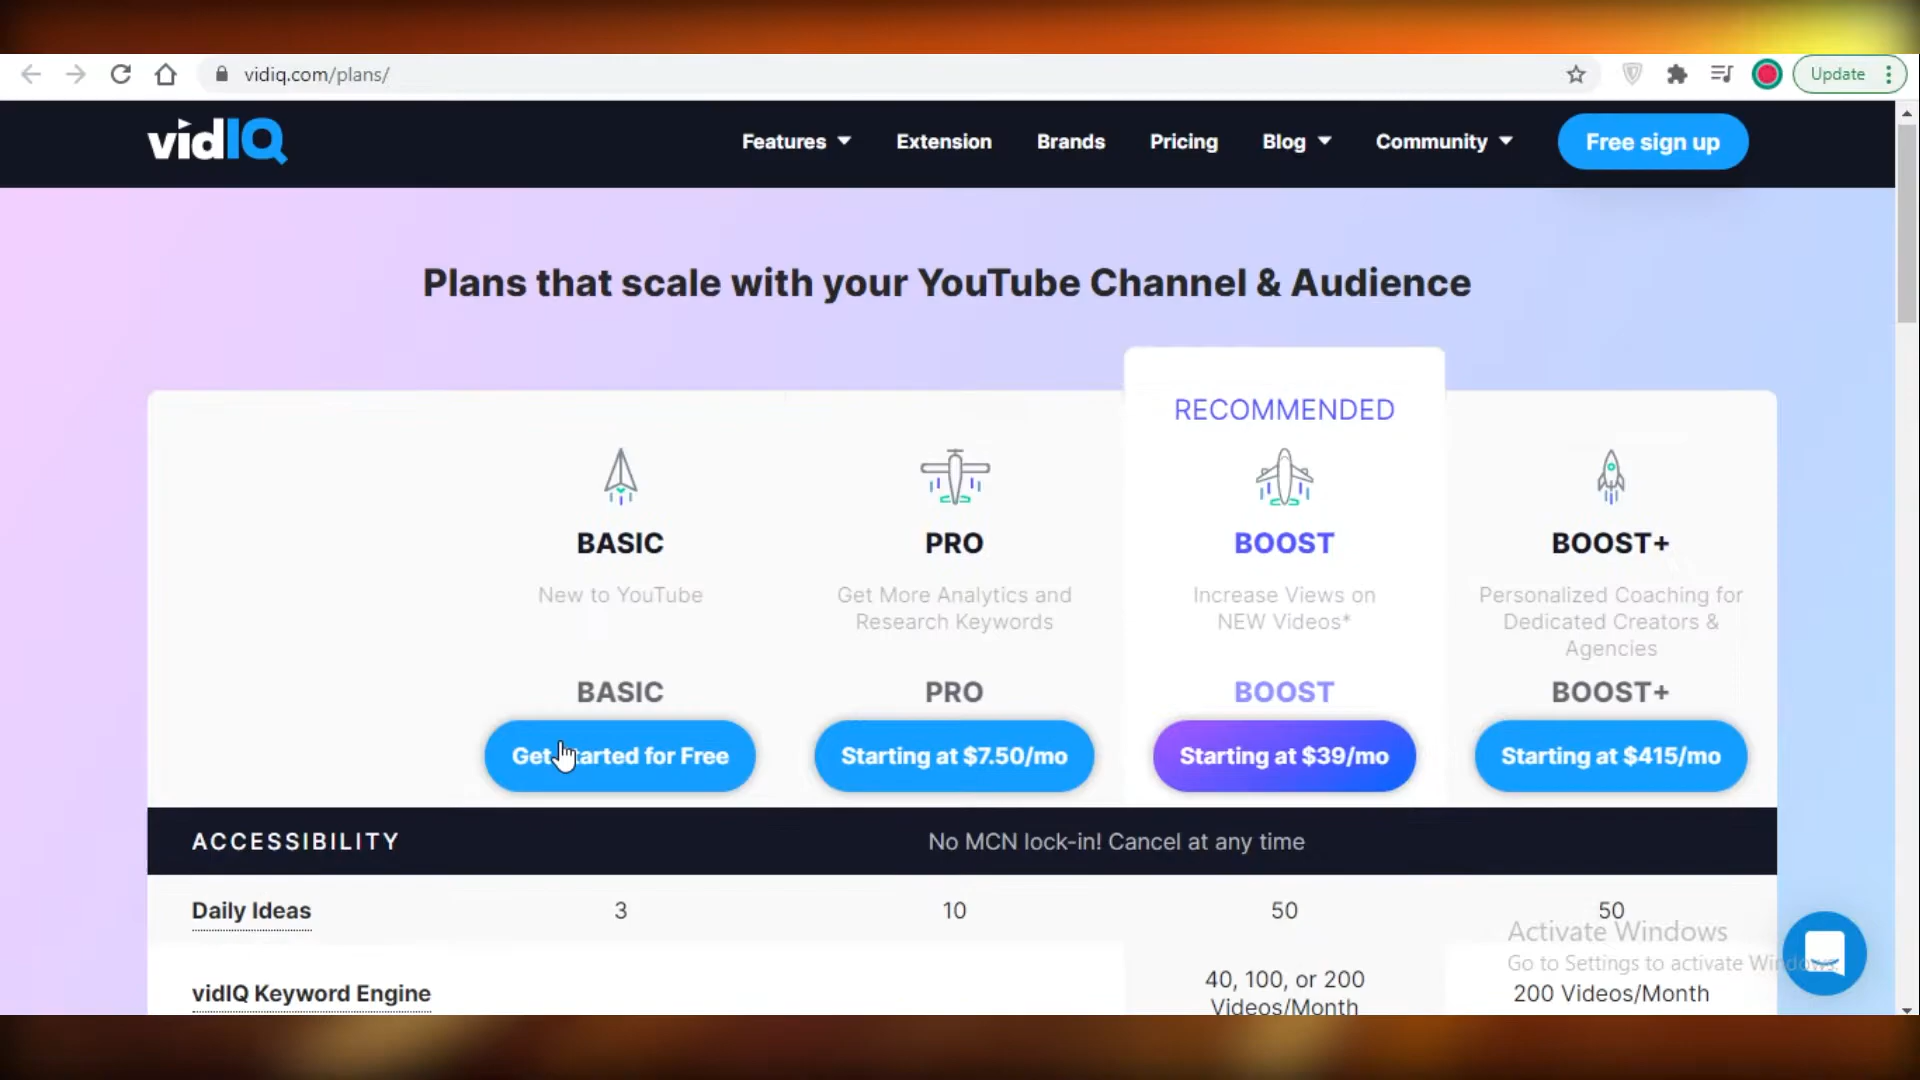 vidiq.com/plans/
Update
vidIQ
Features
Extension
Brands
Pricing
Blog
Community
Free sign up
Plans that scale with your YouTube Channel & Audience
RECOMMENDED
BASIC
PRO
BOOST
BOOST+
New to YouTube
Get More Analytics and
Research Keywords
Increase Views on
NEW Videos*
Personalized Coaching for
Dedicated Creators &
Agencies
BASIC
PRO
BOOST
BOOST+
Get Started for Free
Starting at $7.50/mo
Starting at $39/mo
Starting at $415/mo
ACCESSIBILITY
No MCN lock-in! Cancel at any time
Daily Ideas
3
10
50
50
Activate Windows
Go to Settings to activate Windows.
vidIQ Keyword Engine
40, 100, or 200
Videos/Month
200 Videos/Month